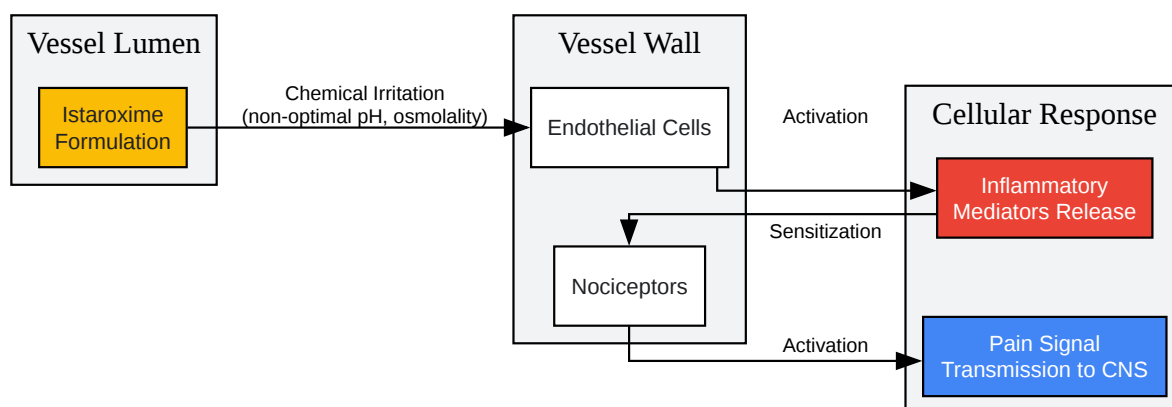 Vessel Lumen
Istaroxime
Formulation
Chemical Irritation
(non-optimal pH, osmolality)
Vessel Wall
Endothelial Cells
Nociceptors
Activation
Sensitization
Activation
Cellular Response
Inflammatory
Mediators Release
Pain Signal
Transmission to CNS